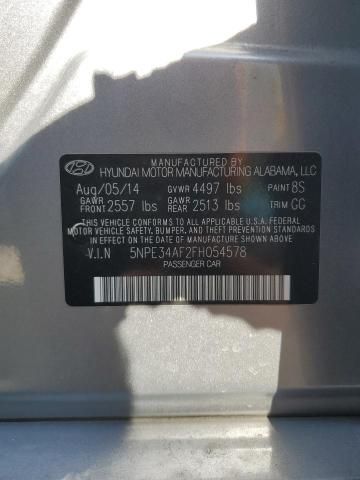 MANUFACTURED BY
HYUNDAI MOTOR MANUFACTURING ALABAMA, LLC
Aug/05/14 GVWR 4497 lbs PAINT 8S
GAWR FRONT 2557 lbs GAWR REAR 2513 lbs TRIM GG
THIS VEHICLE CONFORMS TO ALL APPLICABLE U.S.A. FEDERAL
MOTOR VEHICLE SAFETY, BUMPER, AND THEFT PREVENTION
STANDARDS IN EFFECT ON THE DATE OF MANUFACTURE SHOWN ABOVE.
V.I.N 5NPE34AF2FH054578
PASSENGER CAR